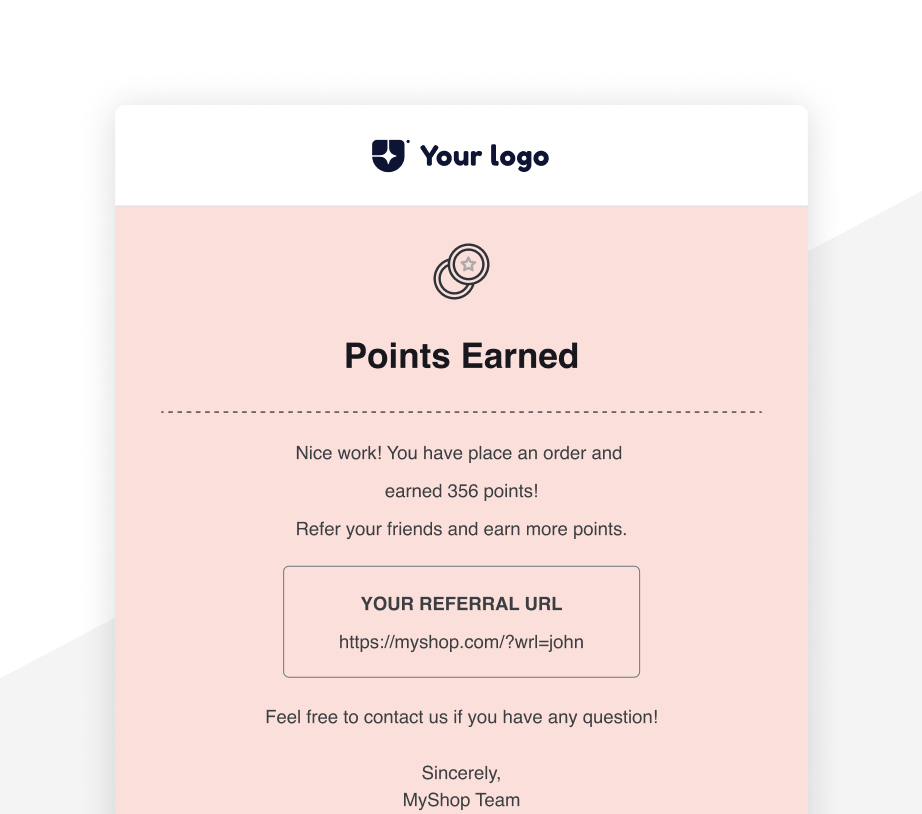 Your logo
Points Earned
Nice work! You have place an order and
earned 356 points!
Refer your friends and earn more points.
YOUR REFERRAL URL
https://myshop.com/?wrl=john
Feel free to contact us if you have any question!
Sincerely,
MyShop Team